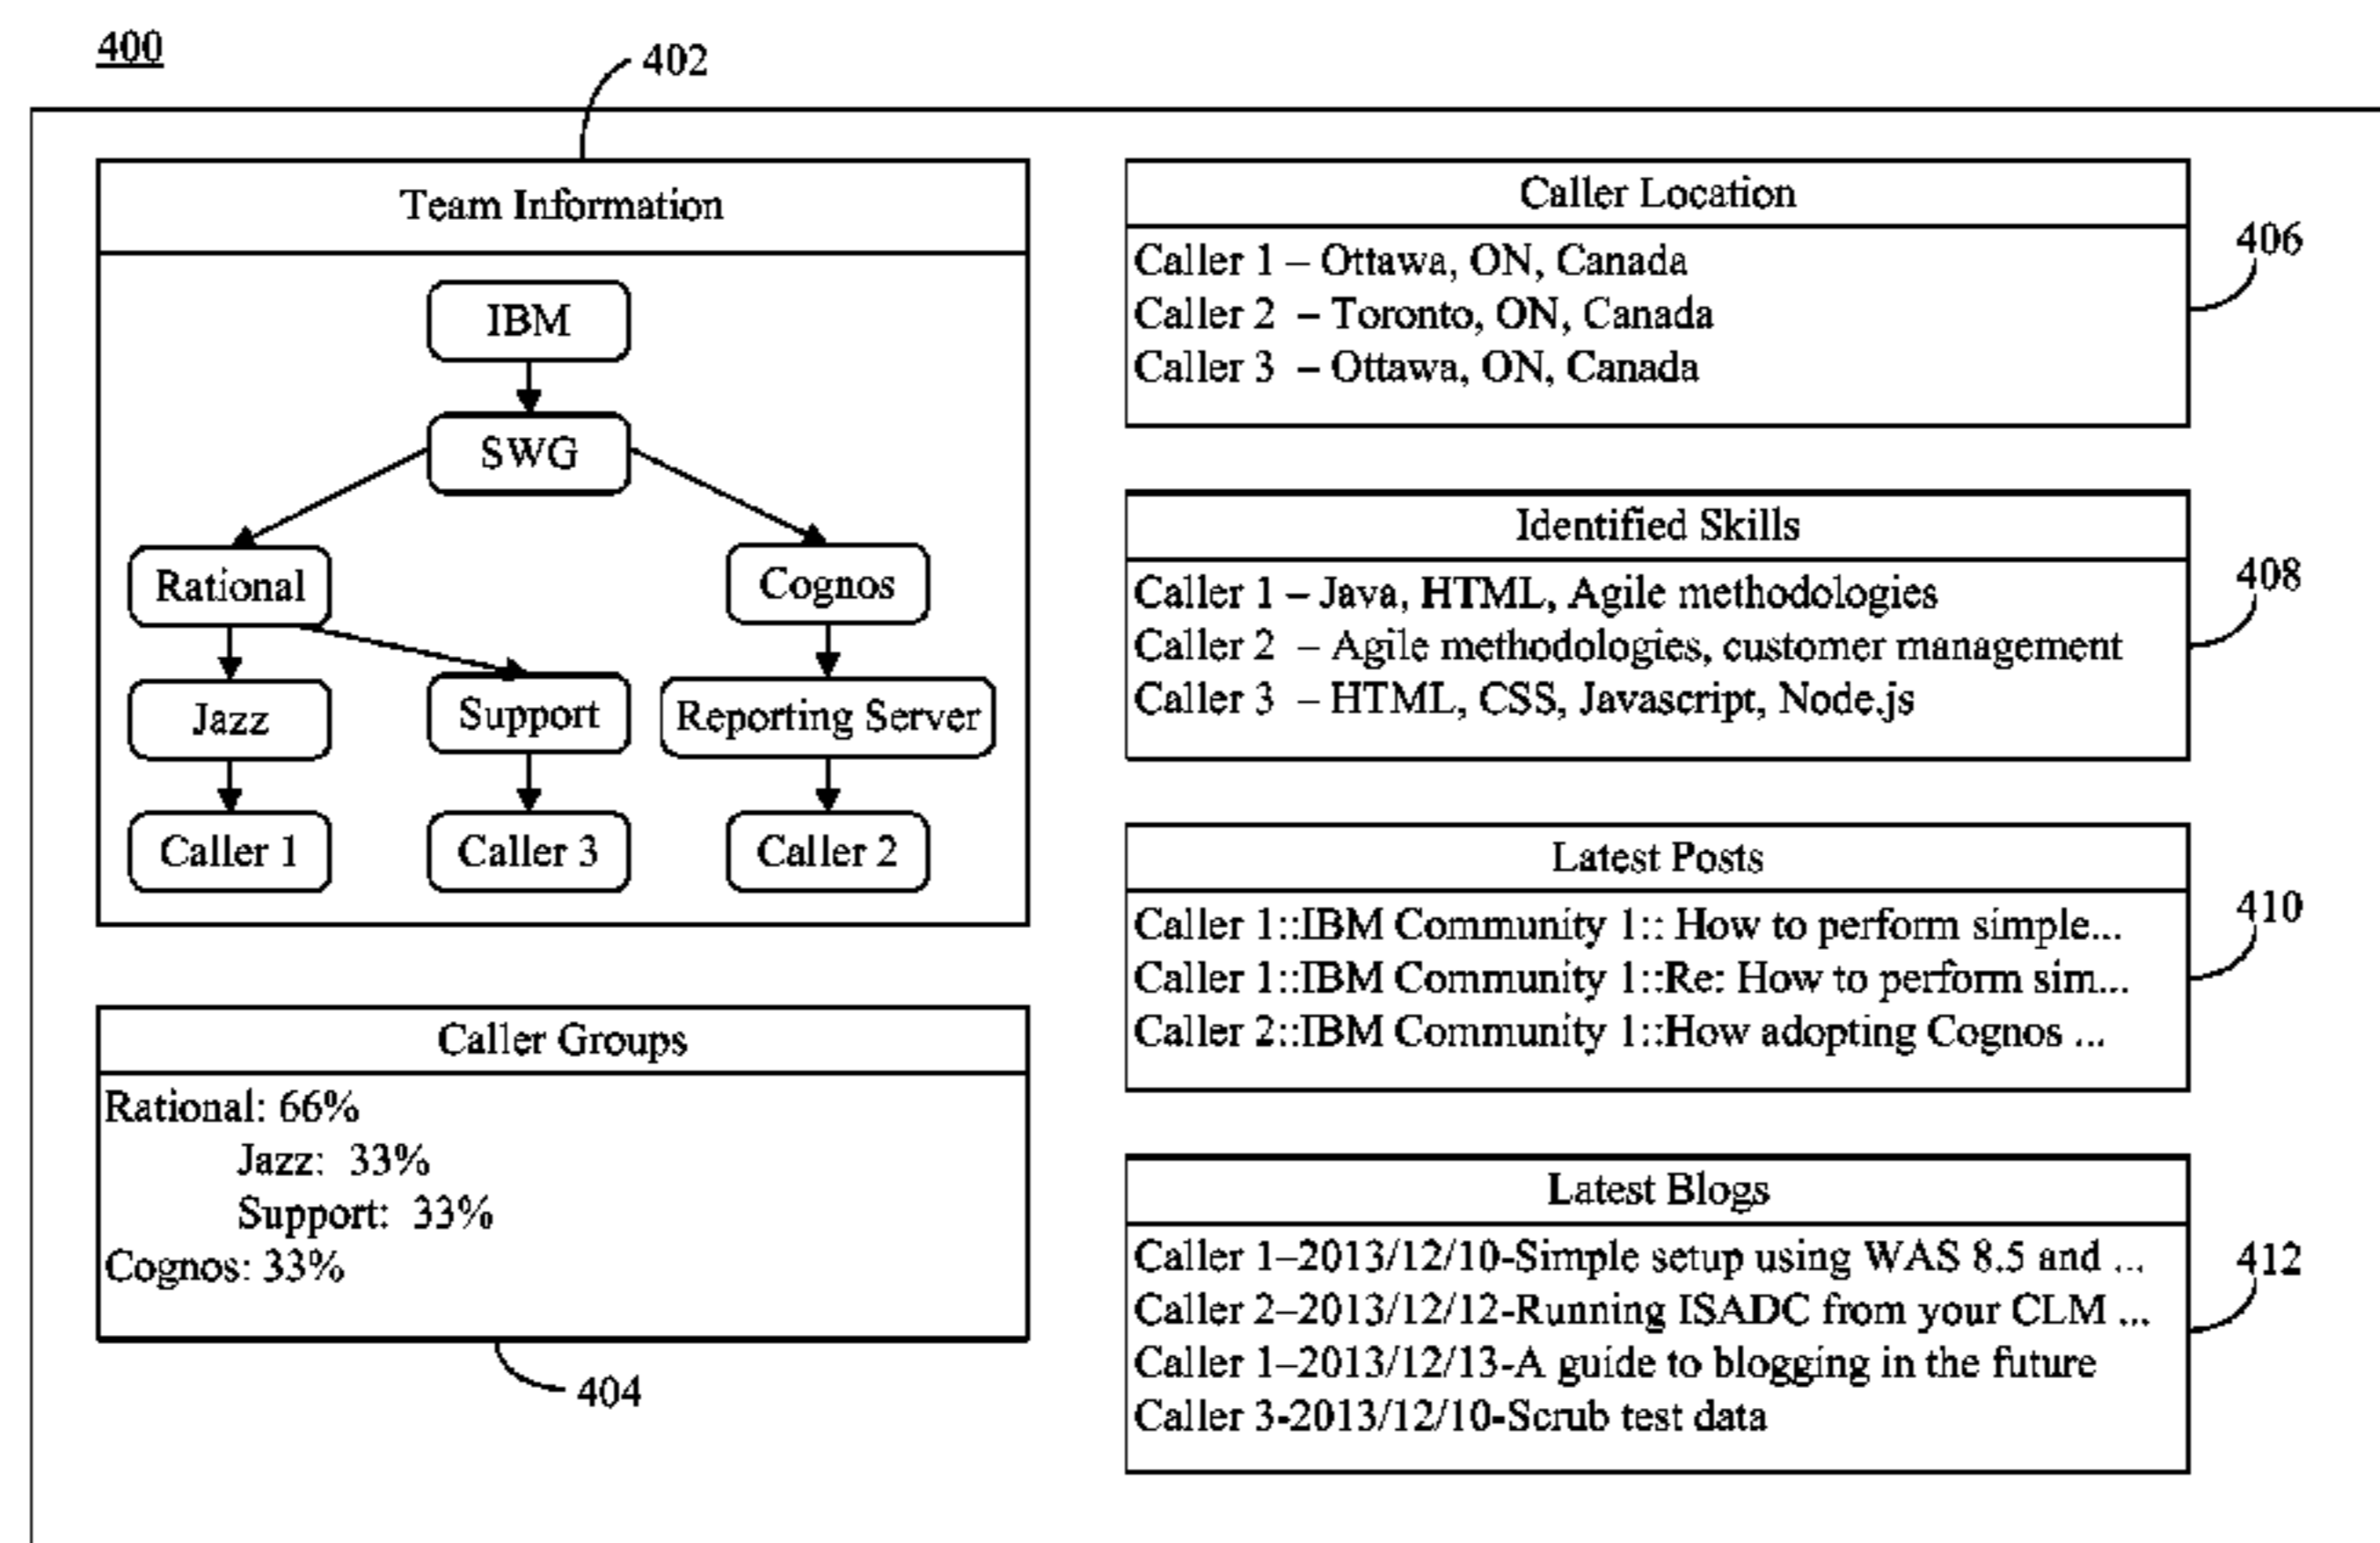 400
402
Team Information
IBM
SWG
Rational
Cognos
Jazz
Support
Reporting Server
Caller 1
Caller 3
Caller 2
Caller Groups
Rational: 66%
Jazz: 33%
Support: 33%
Cognos: 33%
404
Caller Location
Caller 1 – Ottawa, ON, Canada
Caller 2 – Toronto, ON, Canada
Caller 3 – Ottawa, ON, Canada
406
Identified Skills
Caller 1 – Java, HTML, Agile methodologies
Caller 2 – Agile methodologies, customer management
Caller 3 – HTML, CSS, Javascript, Node.js
408
Latest Posts
Caller 1::IBM Community 1:: How to perform simple...
Caller 1::IBM Community 1::Re: How to perform sim...
Caller 2::IBM Community 1::How adopting Cognos ...
410
Latest Blogs
Caller 1–2013/12/10-Simple setup using WAS 8.5 and ...
Caller 2–2013/12/12-Running ISADC from your CLM ...
Caller 1–2013/12/13-A guide to blogging in the future
Caller 3-2013/12/10-Scrub test data
412